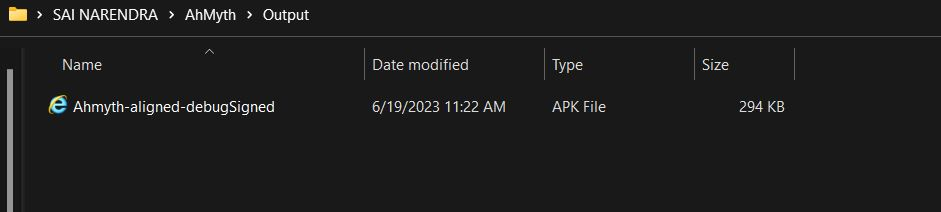 SAI NARENDRA > AhMyth > Output
Name Date modified Type Size
Ahmyth-aligned-debugSigned 6/19/2023 11:22 AM APK File 294 KB